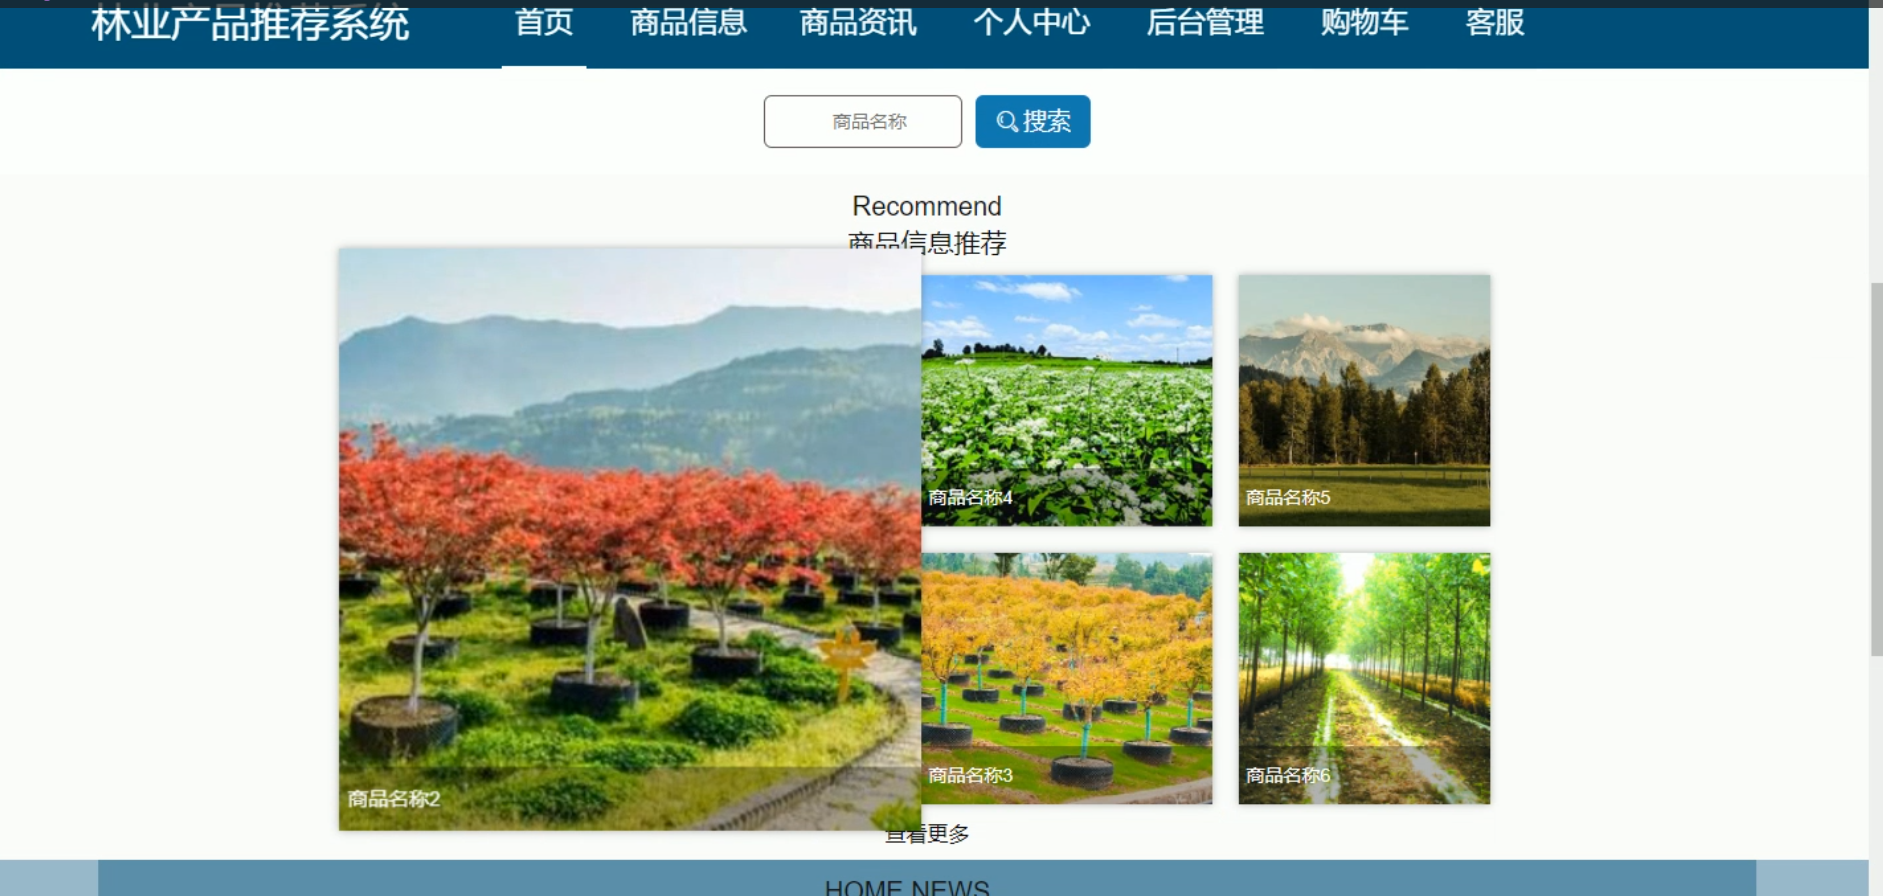 林业产品推荐系统
首页 商品信息 商品资讯 个人中心 后台管理 购物车 客服
商品名称 搜索
Recommend
商品信息推荐
商品名称4
商品名称5
商品名称2
商品名称3
商品名称6
查看更多
HOME NEWS